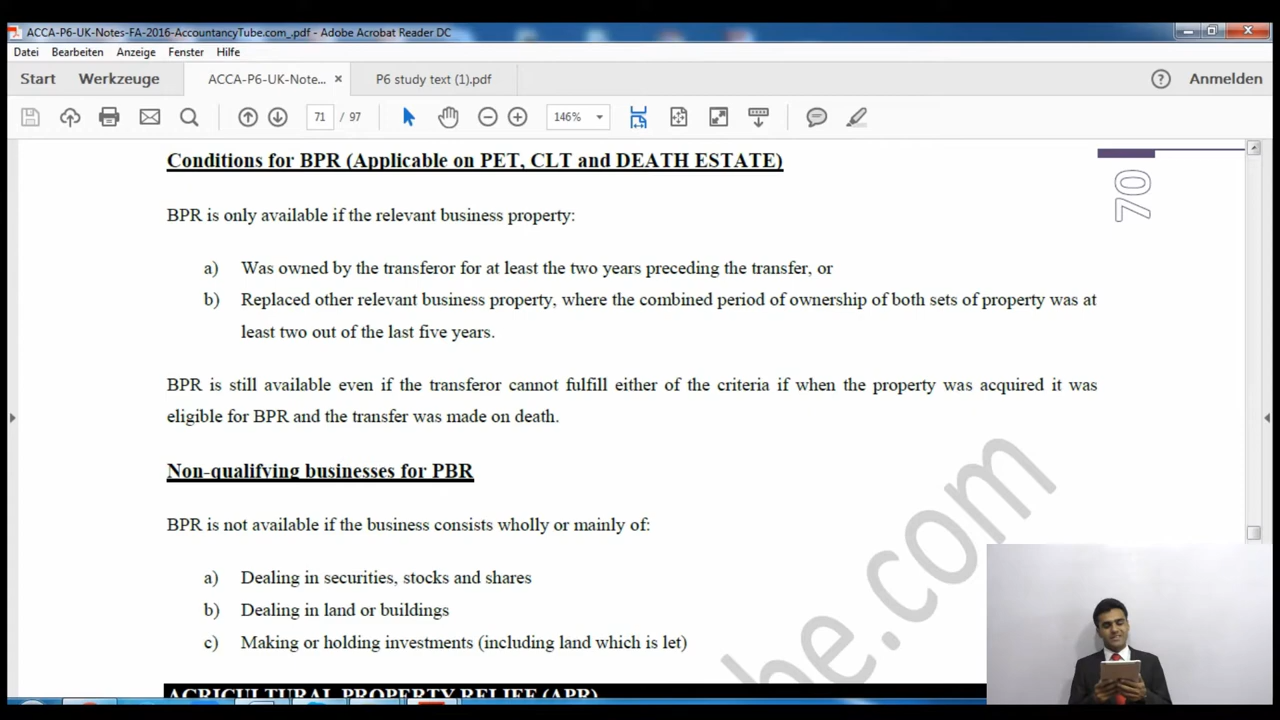 ACCA-P6-UK-Notes-FA-2016-AccountancyTube.com_.pdf - Adobe Acrobat Reader DC
Datei Bearbeiten Anzeige Fenster Hilfe
Start Werkzeuge ACCA-P6-UK-Note... × P6 study text (1).pdf ? Anmelden
71 / 97 146%
Conditions for BPR (Applicable on PET, CLT and DEATH ESTATE)
70
BPR is only available if the relevant business property:
a) Was owned by the transferor for at least the two years preceding the transfer, or
b) Replaced other relevant business property, where the combined period of ownership of both sets of property was at
least two out of the last five years.
BPR is still available even if the transferor cannot fulfill either of the criteria if when the property was acquired it was
eligible for BPR and the transfer was made on death.
Non-qualifying businesses for PBR
BPR is not available if the business consists wholly or mainly of:
a) Dealing in securities, stocks and shares
b) Dealing in land or buildings
c) Making or holding investments (including land which is let)
be.com
AGRICULTURAL PROPERTY RELIEF (APR)